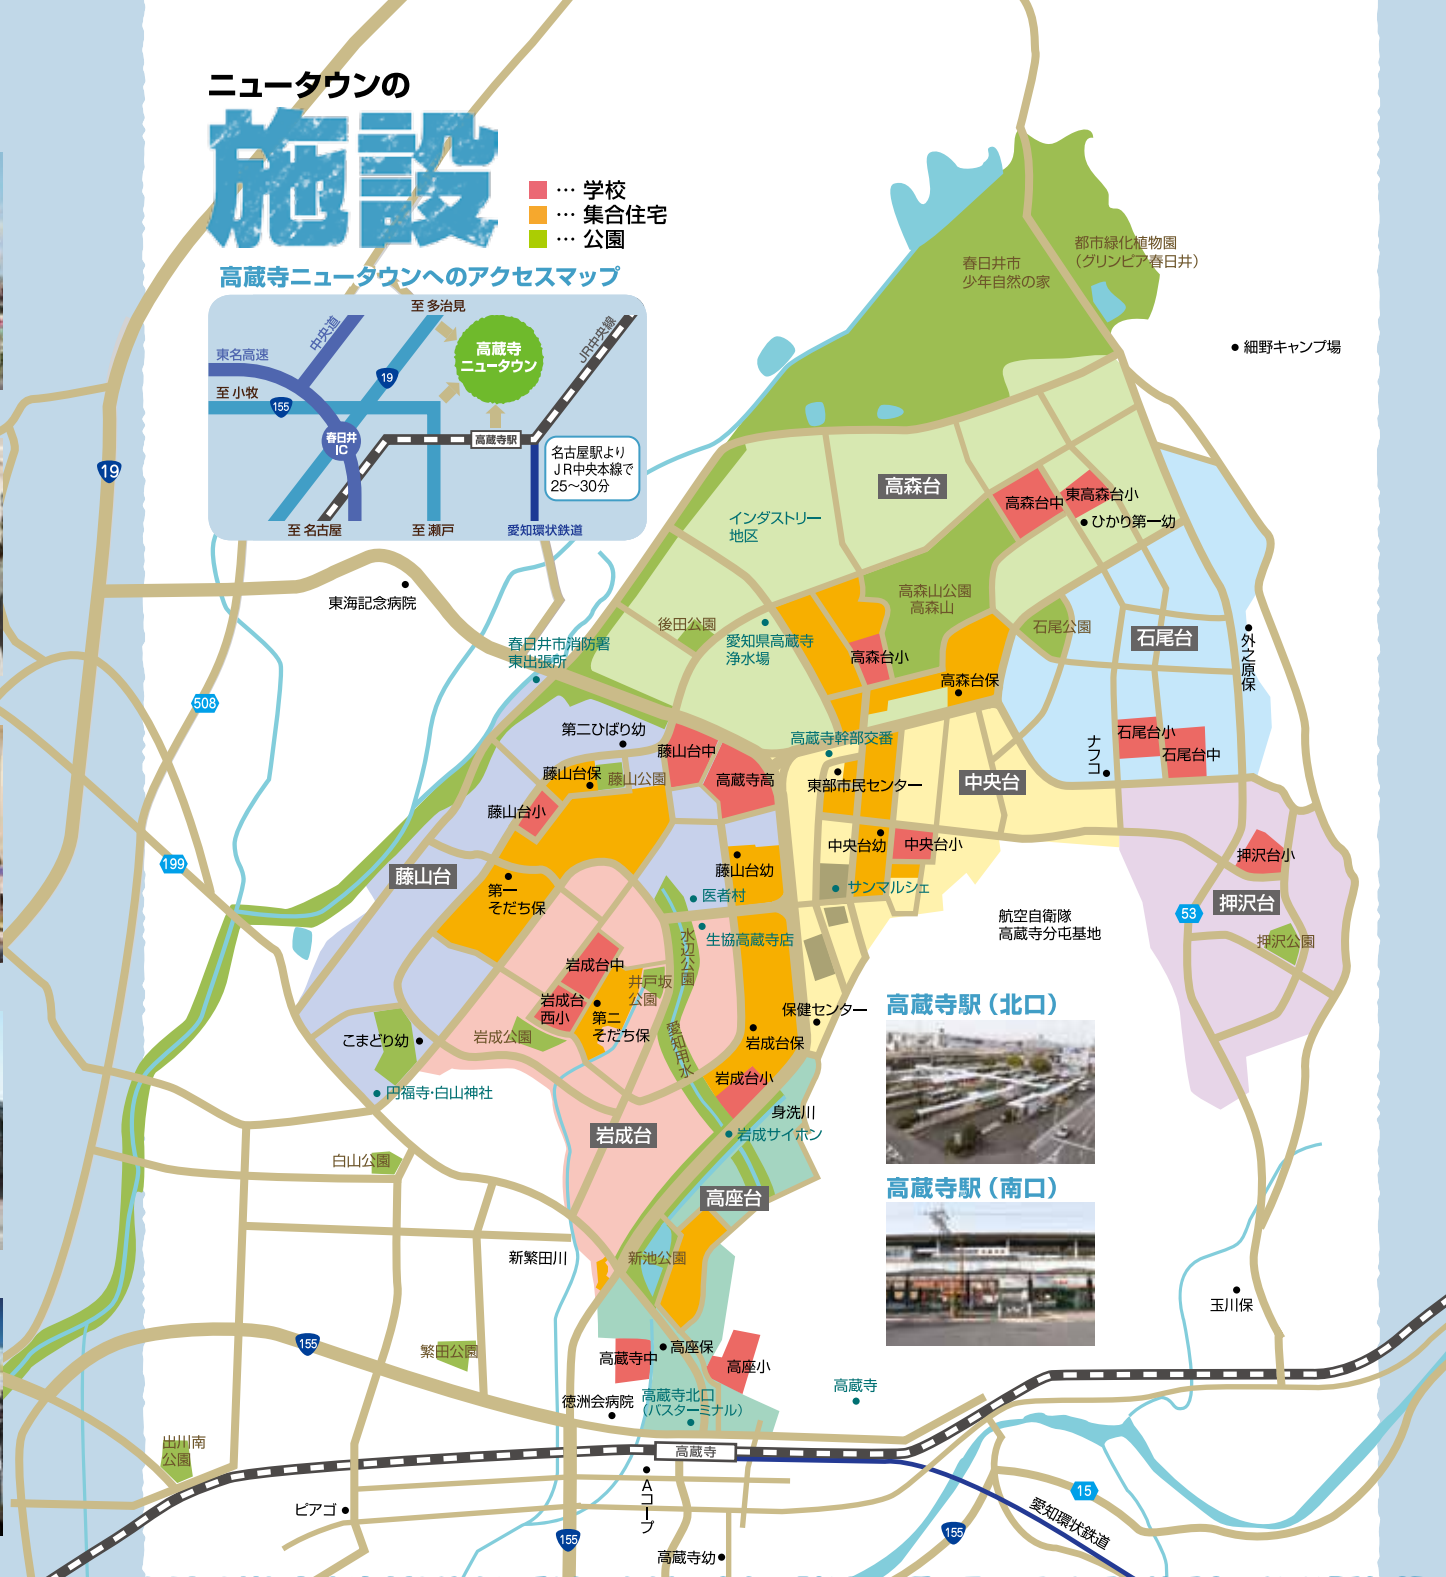 ニュータウンの
施設
… 学校
… 集合住宅
… 公園
高蔵寺ニュータウンへのアクセスマップ
至 多治見
中央道
東名高速
至 小牧
155
19
高蔵寺
ニュータウン
JR中央線
春日井
IC
高蔵寺駅
名古屋駅より
JR中央本線で
25〜30分
至 名古屋
至 瀬戸
愛知環状鉄道
春日井市
少年自然の家
都市緑化植物園
（グリンピア春日井）
細野キャンプ場
19
高森台
高森台中
東高森台小
ひかり第一幼
インダストリー
地区
東海記念病院
高森山公園
高森山
後田公園
愛知県高蔵寺
浄水場
石尾公園
石尾台
外之原保
春日井市消防署
東出張所
高森台小
高森台保
508
第二ひばり幼
藤山台中
高蔵寺幹部交番
石尾台小
石尾台中
ナフコ
藤山台保
藤山公園
高蔵寺高
東部市民センター
中央台
藤山台小
中央台幼
中央台小
押沢台小
199
藤山台
藤山台幼
第一
そだち保
医者村
サンマルシェ
押沢台
53
航空自衛隊
高蔵寺分屯基地
生協高蔵寺店
水辺公園
押沢公園
岩成台中
井戸坂
公園
岩成台
西小
第二
そだち保
保健センター
高蔵寺駅（北口）
こまどり幼
岩成公園
愛知用水
岩成台保
岩成台小
円福寺・白山神社
身洗川
岩成台
岩成サイホン
白山公園
高座台
高蔵寺駅（南口）
新繁田川
新池公園
玉川保
155
繁田公園
高蔵寺中
高座保
高座小
徳洲会病院
高蔵寺北口
（バスターミナル）
高蔵寺
出川南
公園
高蔵寺
Aコープ
ピアゴ
15
愛知環状鉄道
155
155
高蔵寺幼